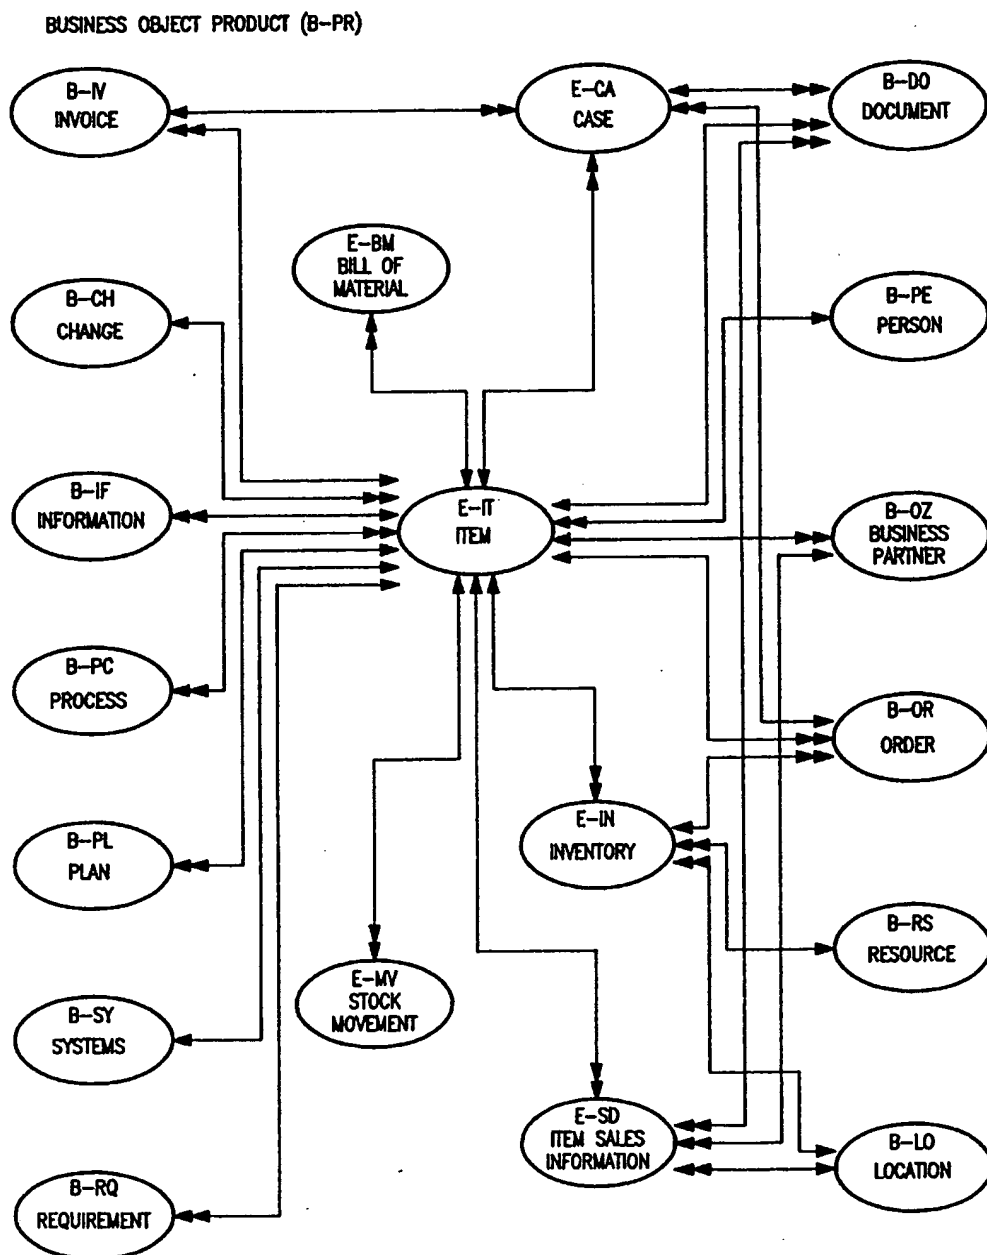 BUSINESS OBJECT PRODUCT (B-PR)
B-IV
INVOICE
E-CA
CASE
B-DO
DOCUMENT
E-BM
BILL OF
MATERIAL
B-CH
CHANGE
B-PE
PERSON
B-IF
INFORMATION
E-IT
ITEM
B-OZ
BUSINESS
PARTNER
B-PC
PROCESS
B-OR
ORDER
E-IN
INVENTORY
B-PL
PLAN
B-RS
RESOURCE
E-MV
STOCK
MOVEMENT
B-SY
SYSTEMS
E-SD
ITEM SALES
INFORMATION
B-LO
LOCATION
B-RQ
REQUIREMENT